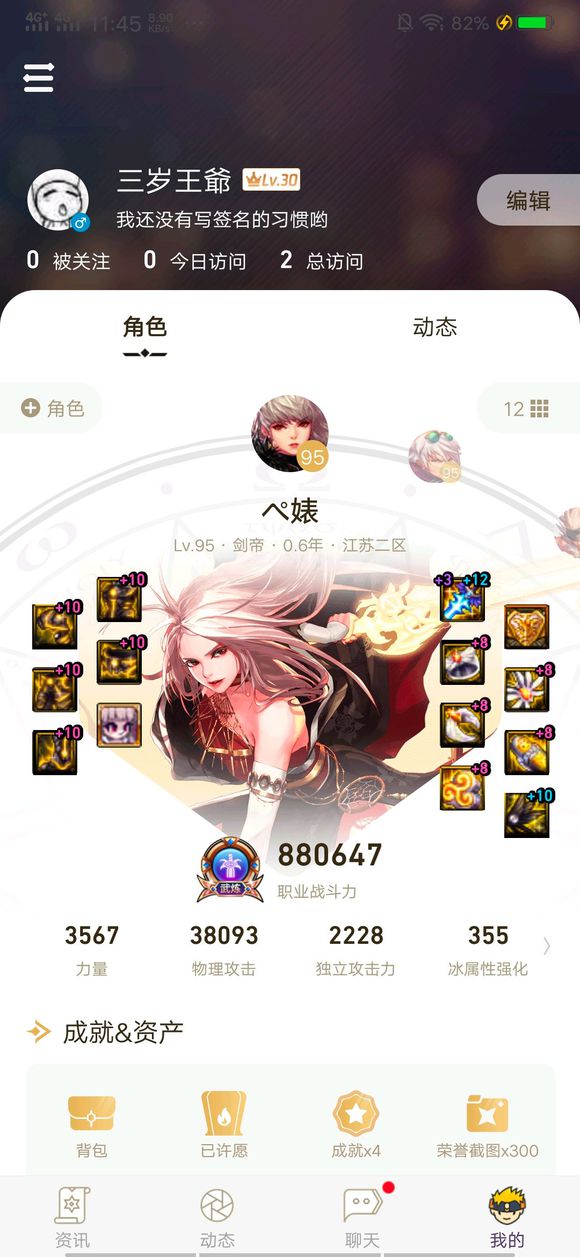 4G+ 4G 11:45 8.90 KB/s ... 82%
三岁王爺 Lv.30
我还没有写签名的习惯哟
编辑
0 被关注 0 今日访问 2 总访问
角色 动态
角色 12
95
95
ぺ婊
Lv.95 · 剑帝 · 0.6年 · 江苏二区
+10 +10 +3 +12
+10 +10 +8 +8
+10 +8 +8
+8 +10
武炼
880647
职业战斗力
3567 38093 2228 355
力量 物理攻击 独立攻击力 冰属性强化
成就&资产
背包 已许愿 成就x4 荣誉截图x300
资讯 动态 聊天 我的